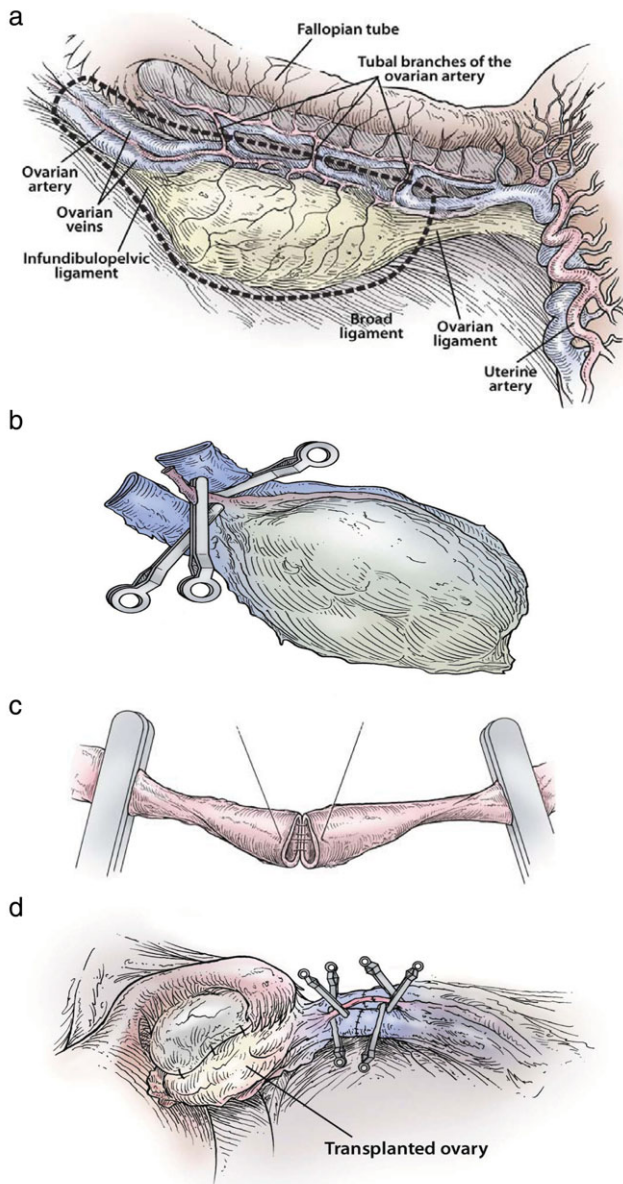 a
Fallopian tube
Tubal branches of the
ovarian artery
Ovarian
artery
Ovarian
veins
Infundibulopelvic
ligament
Broad
ligament
Ovarian
ligament
Uterine
artery
b
c
d
Transplanted ovary